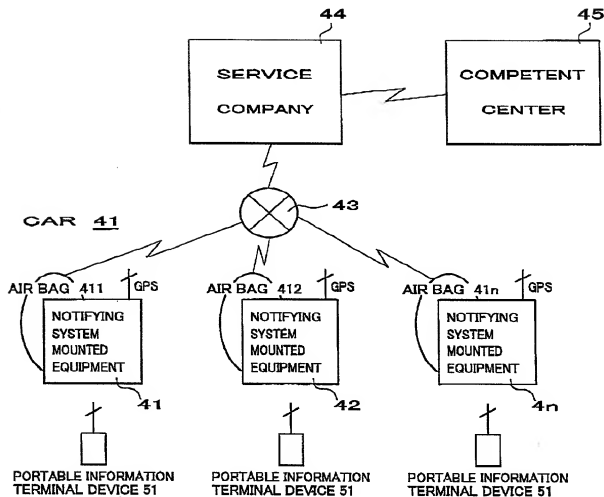 44
45
SERVICE
COMPANY
COMPETENT
CENTER
43
CAR 41
AIR BAG 411 GPS
AIR BAG 412 GPS
AIR BAG 41n GPS
NOTIFYING
SYSTEM
MOUNTED
EQUIPMENT
NOTIFYING
SYSTEM
MOUNTED
EQUIPMENT
NOTIFYING
SYSTEM
MOUNTED
EQUIPMENT
41
42
4n
PORTABLE INFORMATION
TERMINAL DEVICE 51
PORTABLE INFORMATION
TERMINAL DEVICE 51
PORTABLE INFORMATION
TERMINAL DEVICE 51